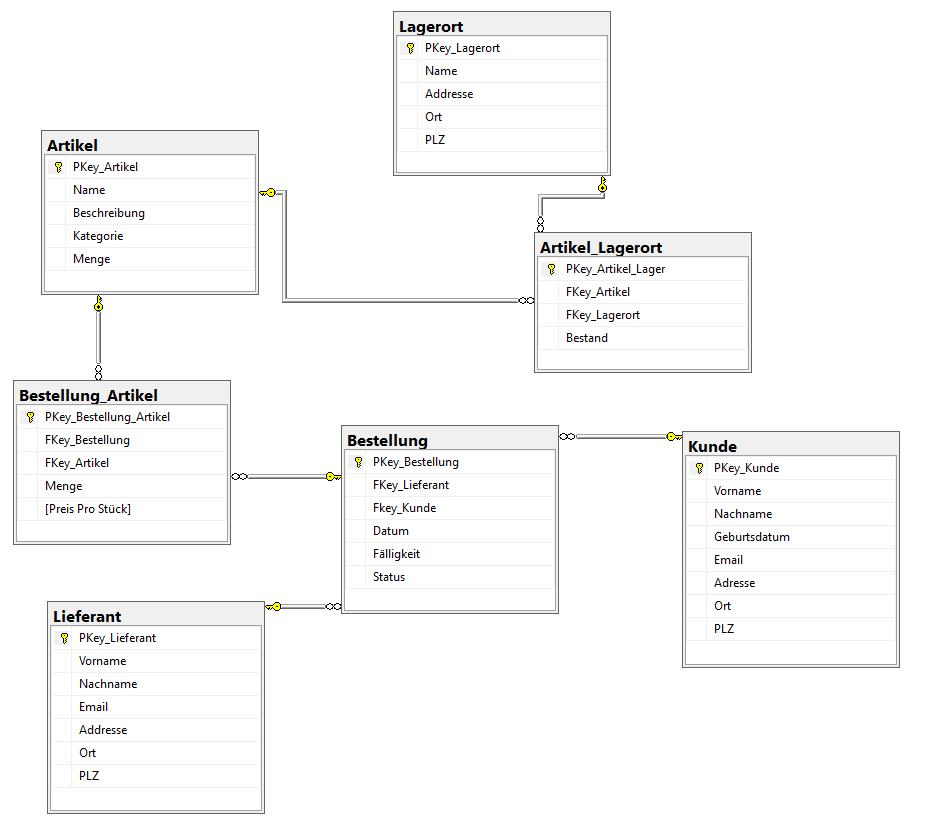 Lagerort
PKey_Lagerort
Name
Addresse
Ort
PLZ
Artikel
PKey_Artikel
Name
Beschreibung
Kategorie
Menge
Artikel_Lagerort
PKey_Artikel_Lager
FKey_Artikel
FKey_Lagerort
Bestand
Bestellung_Artikel
PKey_Bestellung_Artikel
FKey_Bestellung
FKey_Artikel
Menge
[Preis Pro Stück]
Bestellung
PKey_Bestellung
FKey_Lieferant
Fkey_Kunde
Datum
Fälligkeit
Status
Kunde
PKey_Kunde
Vorname
Nachname
Geburtsdatum
Email
Adresse
Ort
PLZ
Lieferant
PKey_Lieferant
Vorname
Nachname
Email
Addresse
Ort
PLZ